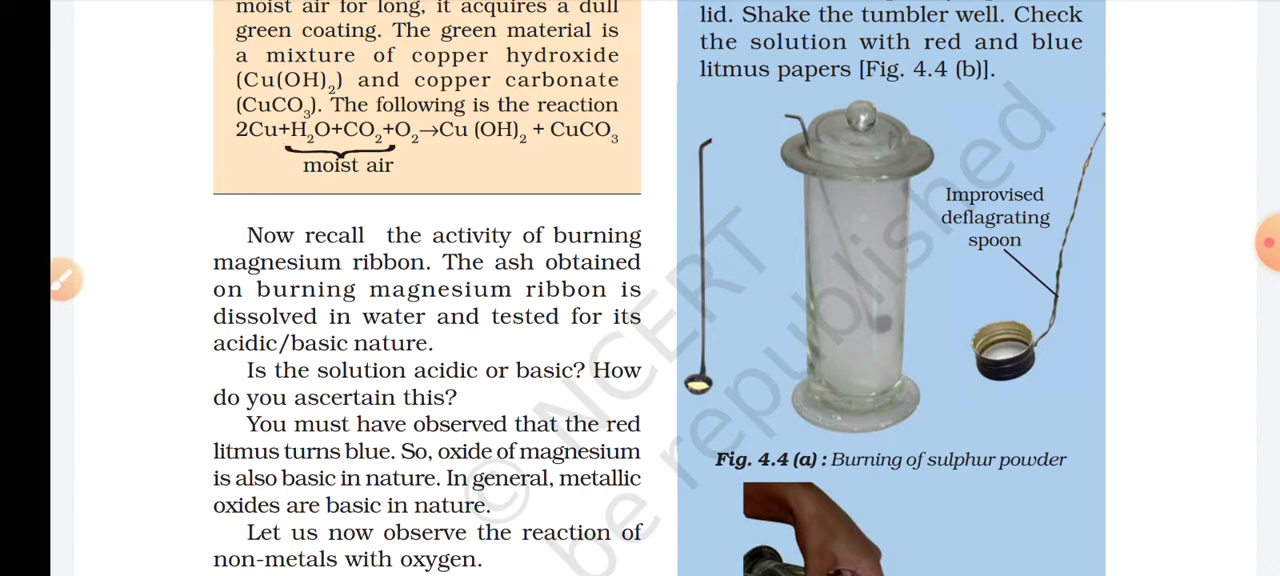 moist air for long, it acquires a dull
green coating. The green material is
a mixture of copper hydroxide
(Cu(OH)₂) and copper carbonate
(CuCO₃). The following is the reaction
2Cu+H₂O+CO₂+O₂→Cu (OH)₂ + CuCO₃
moist air
Now recall the activity of burning
magnesium ribbon. The ash obtained
on burning magnesium ribbon is
dissolved in water and tested for its
acidic/basic nature.
Is the solution acidic or basic? How
do you ascertain this?
You must have observed that the red
litmus turns blue. So, oxide of magnesium
is also basic in nature. In general, metallic
oxides are basic in nature.
Let us now observe the reaction of
non-metals with oxygen.
lid. Shake the tumbler well. Check
the solution with red and blue
litmus papers [Fig. 4.4 (b)].
Improvised
deflagrating
spoon
Fig. 4.4 (a) : Burning of sulphur powder
© NCERT
be republished